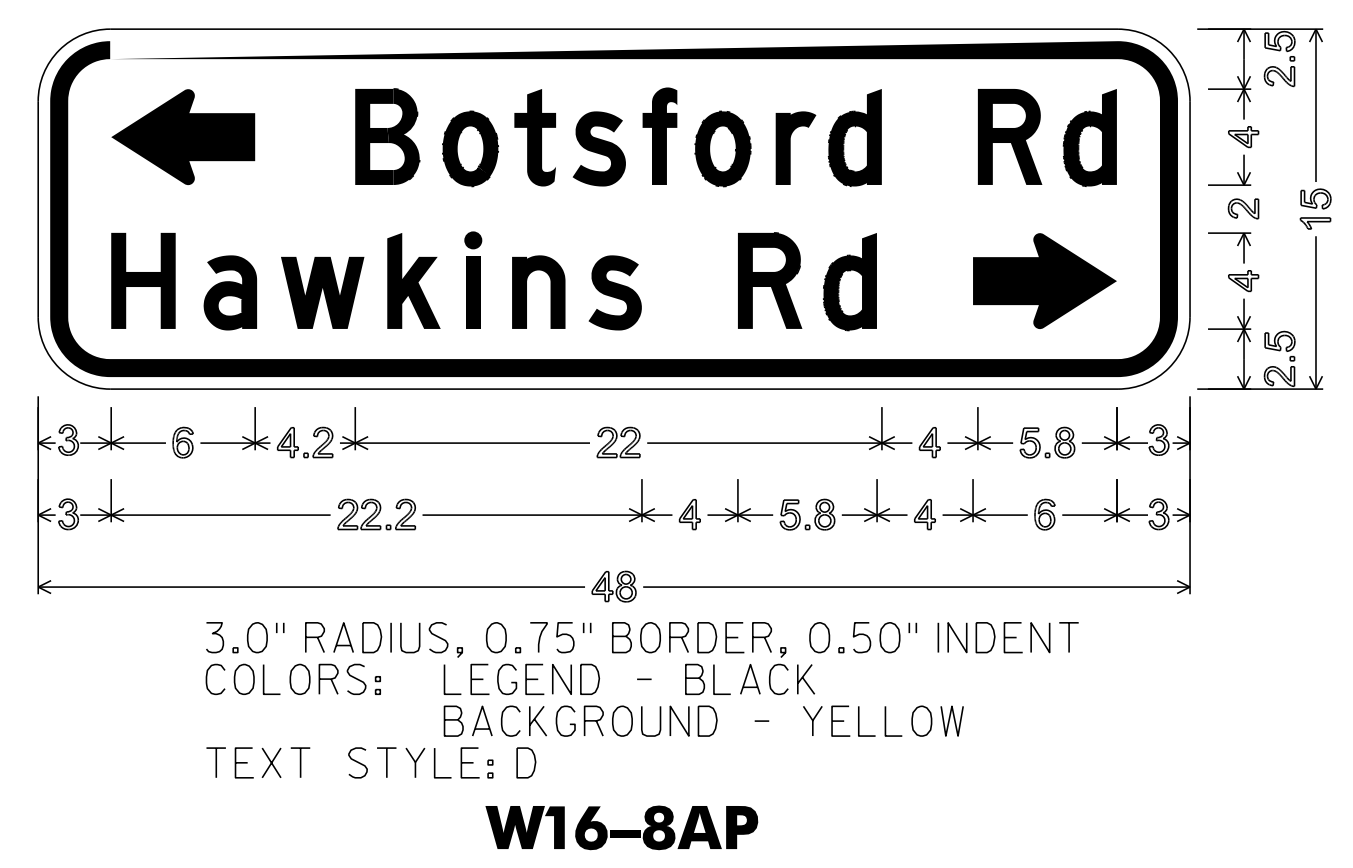 Botsford Rd
Hawkins Rd
2.5
4
2
4
2.5
15
3 6 4.2 22 4 5.8 3
3 22.2 4 5.8 4 6 3
48
3.0" RADIUS, 0.75" BORDER, 0.50" INDENT
COLORS: LEGEND - BLACK
BACKGROUND - YELLOW
TEXT STYLE: D
W16-8AP